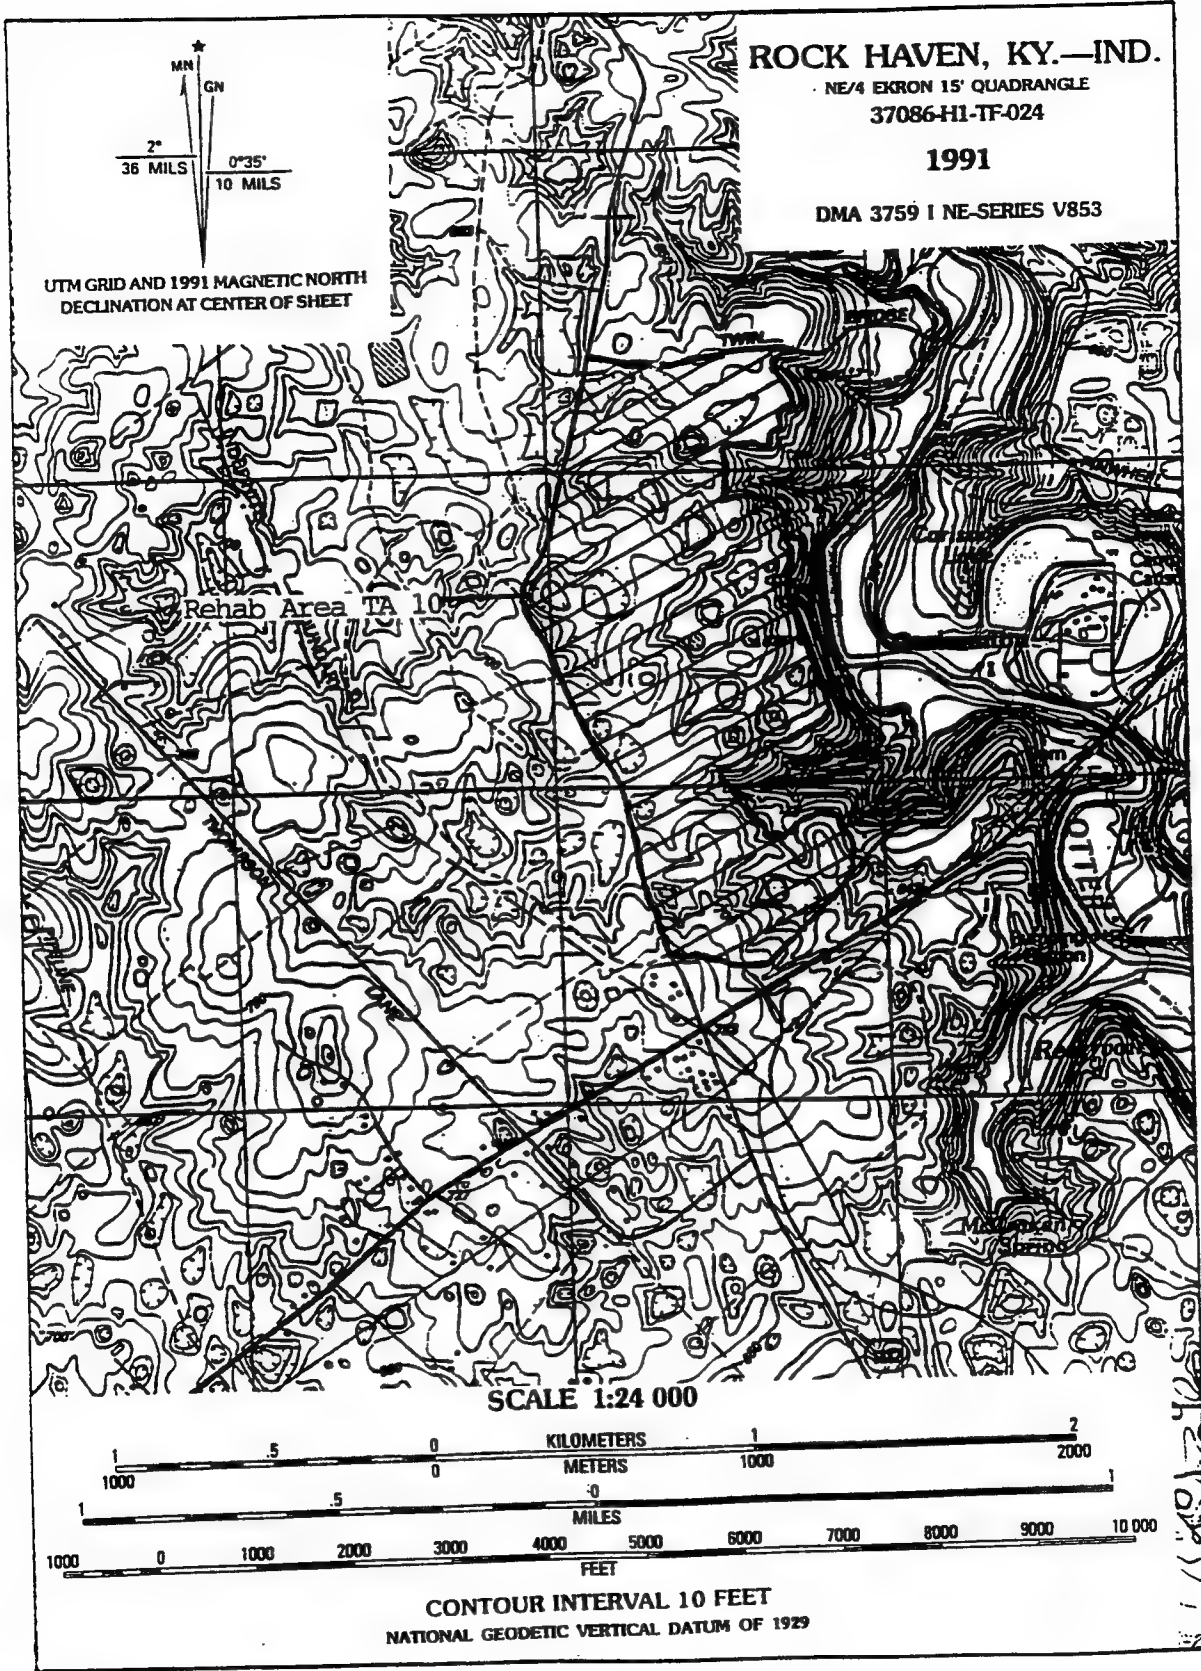 ROCK HAVEN, KY.—IND.
NE/4 EKRON 15' QUADRANGLE
37086-H1-TF-024
1991
DMA 3759 I NE-SERIES V853
MN
GN
2°
36 MILS
0°35'
10 MILS
UTM GRID AND 1991 MAGNETIC NORTH
DECLINATION AT CENTER OF SHEET
TWIN
BRIDGE
Rehab Area TA 10
OTTER
Spring
700
SCALE 1:24 000
1 .5 0 KILOMETERS 1 2
1000 0 METERS 1000 2000
1 .5 0 1
MILES
1000 0 1000 2000 3000 4000 5000 6000 7000 8000 9000 10 000
FEET
CONTOUR INTERVAL 10 FEET
NATIONAL GEODETIC VERTICAL DATUM OF 1929